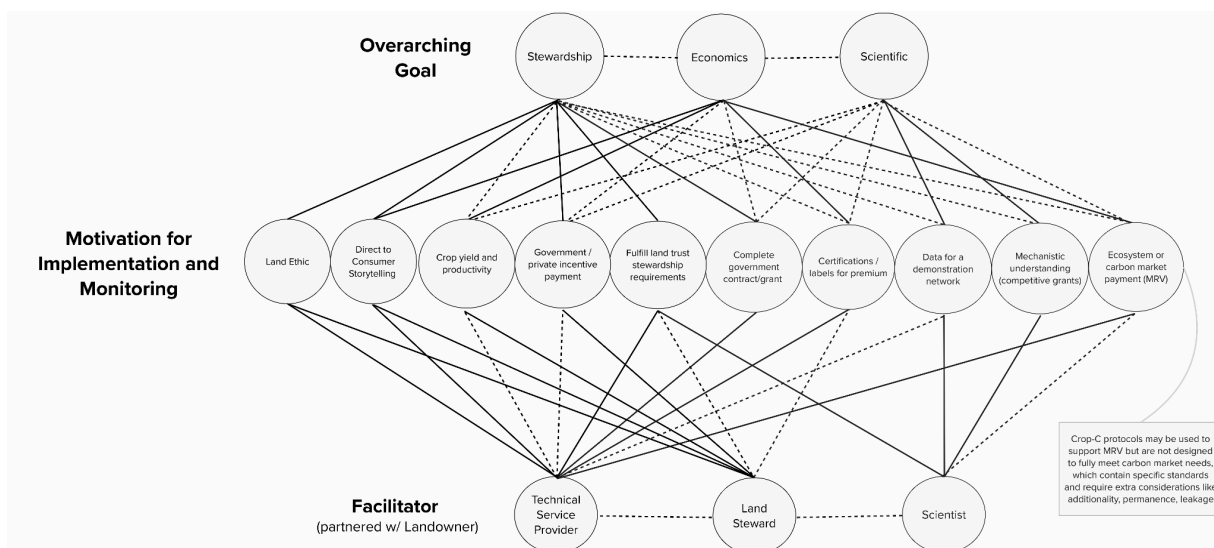 Overarching
Goal
Stewardship
Economics
Scientific
Motivation for
Implementation and
Monitoring
Land Ethic
Direct to
Consumer
Storytelling
Crop yield and
productivity
Government /
private incentive
payment
Fulfill land trust
stewardship
requirements
Complete
government
contract/grant
Certifications /
labels for premium
Data for a
demonstration
network
Mechanistic
understanding
(competitive grants)
Ecosystem or
carbon market
payment (MRV)
Crop-C protocols may be used to
support MRV but are not designed
to fully meet carbon market needs,
which contain specific standards
and require extra considerations like
additionality, permanence, leakage
Facilitator
(partnered w/ Landowner)
Technical
Service
Provider
Land
Steward
Scientist